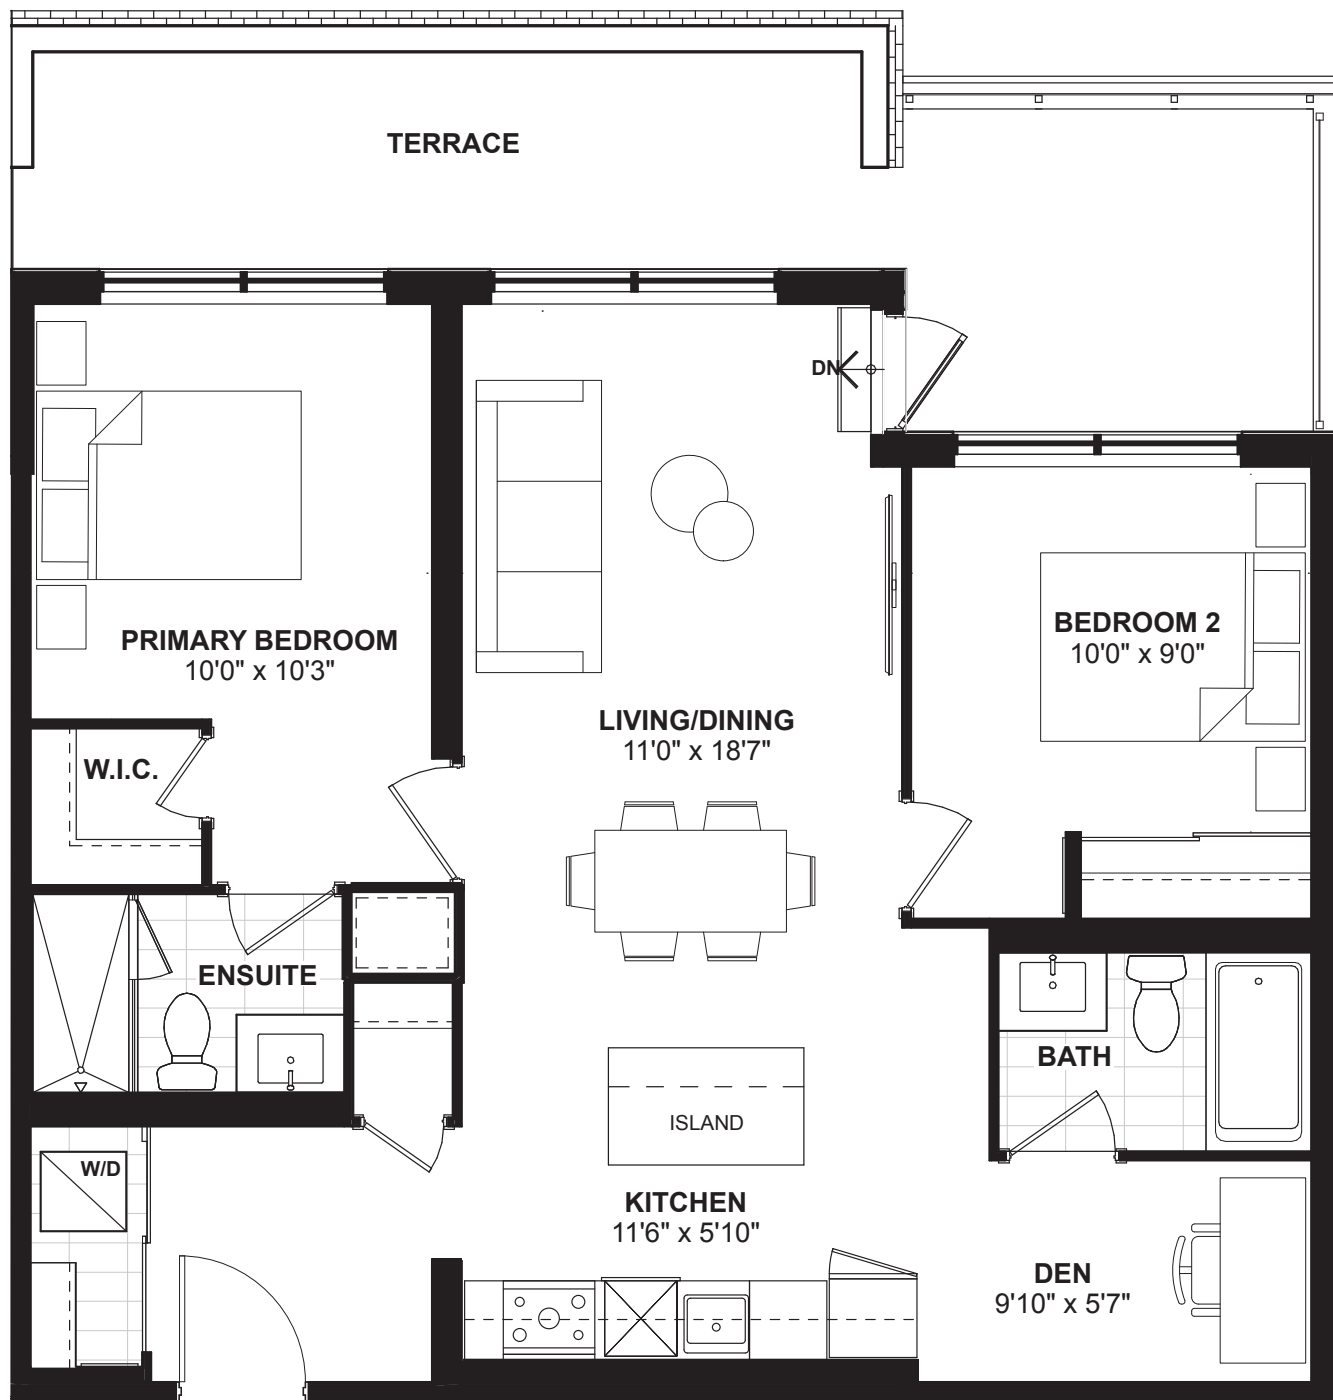 TERRACE
DN
PRIMARY BEDROOM
10'0" x 10'3"
BEDROOM 2
10'0" x 9'0"
LIVING/DINING
11'0" x 18'7"
W.I.C.
ENSUITE
BATH
ISLAND
W/D
KITCHEN
11'6" x 5'10"
DEN
9'10" x 5'7"